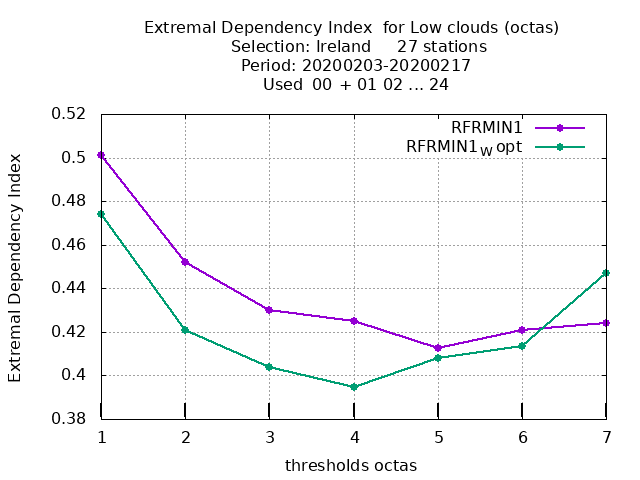 Extremal Dependency Index for Low clouds (octas)
Selection: Ireland 27 stations
Period: 20200203-20200217
Used 00 + 01 02 ... 24
RFRMIN1
RFRMIN1W opt
Extremal Dependency Index
0.52
0.5
0.48
0.46
0.44
0.42
0.4
0.38
1 2 3 4 5 6 7
thresholds octas